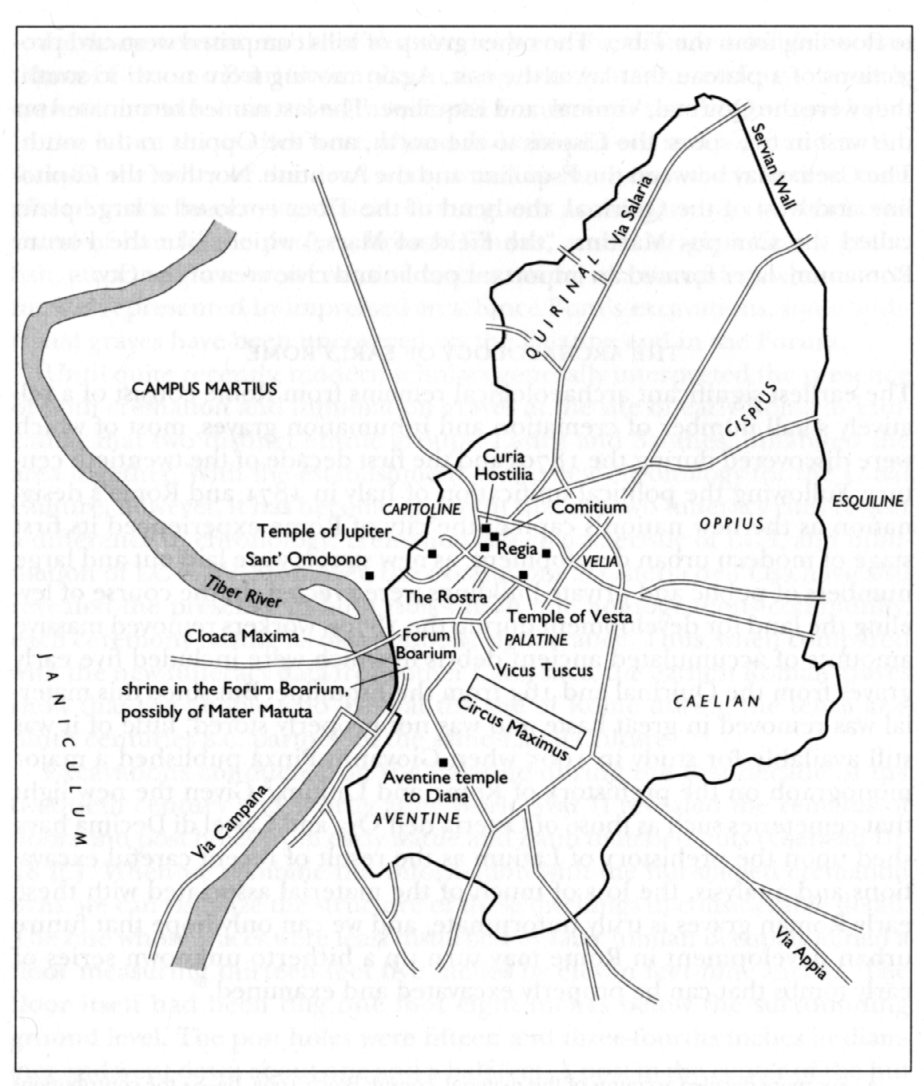 Servian Wall
Via Salaria
QUIRINAL
CAMPUS MARTIUS
CISPIUS
Curia
Hostilia
ESQUILINE
CAPITOLINE
Comitium
OPPIUS
Temple of Jupiter
Regia
Sant' Omobono
VELIA
Tiber River
The Rostra
Temple of Vesta
Cloaca Maxima
Forum
Boarium
PALATINE
Vicus Tuscus
shrine in the Forum Boarium,
possibly of Mater Matuta
CAELIAN
Circus Maximus
JANICLUM
Aventine temple
to Diana
AVENTINE
Via Campana
Via Appia